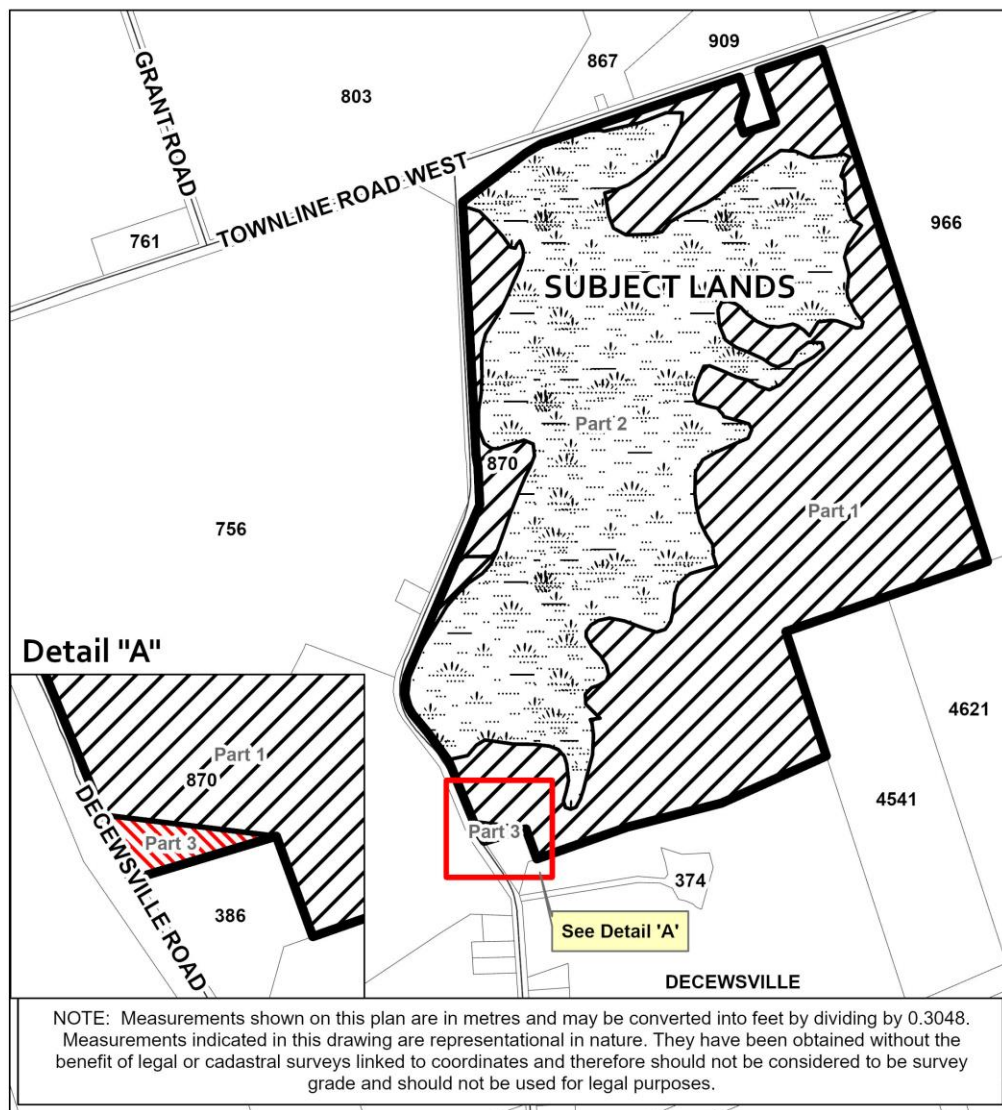 909
867
803
GRANT ROAD
TOWNLINE ROAD WEST
761
966
SUBJECT LANDS
Part 2
870
Part 1
756
Detail "A"
4621
Part 1
870
4541
Part 3
Part 3
DECEWSVILLE ROAD
374
386
See Detail 'A'
DECEWSVILLE
NOTE: Measurements shown on this plan are in metres and may be converted into feet by dividing by 0.3048.
Measurements indicated in this drawing are representational in nature. They have been obtained without the
benefit of legal or cadastral surveys linked to coordinates and therefore should not be considered to be survey
grade and should not be used for legal purposes.